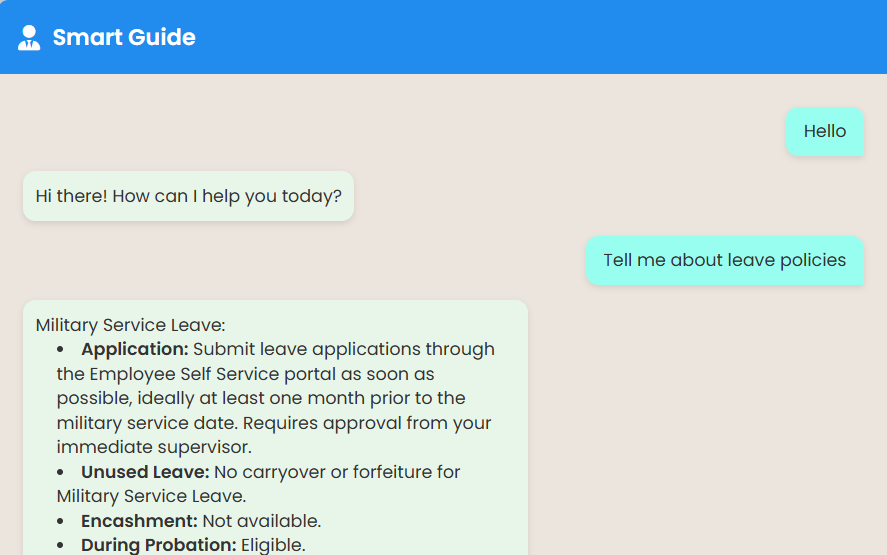 Smart Guide
Hello
Hi there! How can I help you today?
Tell me about leave policies
Military Service Leave:
• Application: Submit leave applications through
the Employee Self Service portal as soon as
possible, ideally at least one month prior to the
military service date. Requires approval from your
immediate supervisor.
• Unused Leave: No carryover or forfeiture for
Military Service Leave.
• Encashment: Not available.
• During Probation: Eligible.